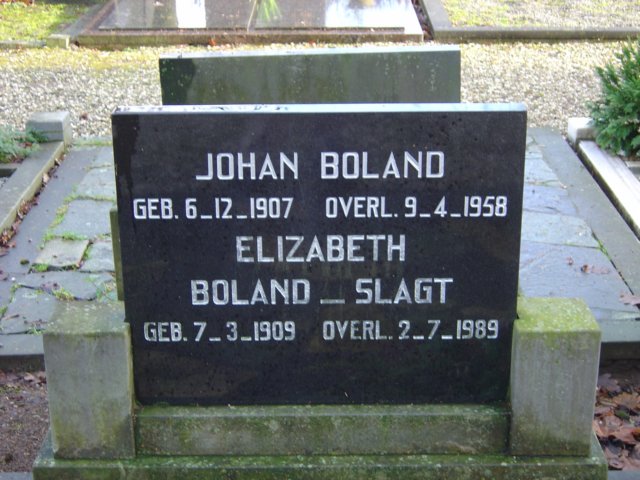 JOHAN BOLAND
GEB. 6_12_1907 OVERL. 9_4_1958
ELIZABETH
BOLAND _ SLAGT
GEB. 7_3_1909 OVERL. 2_7_1989